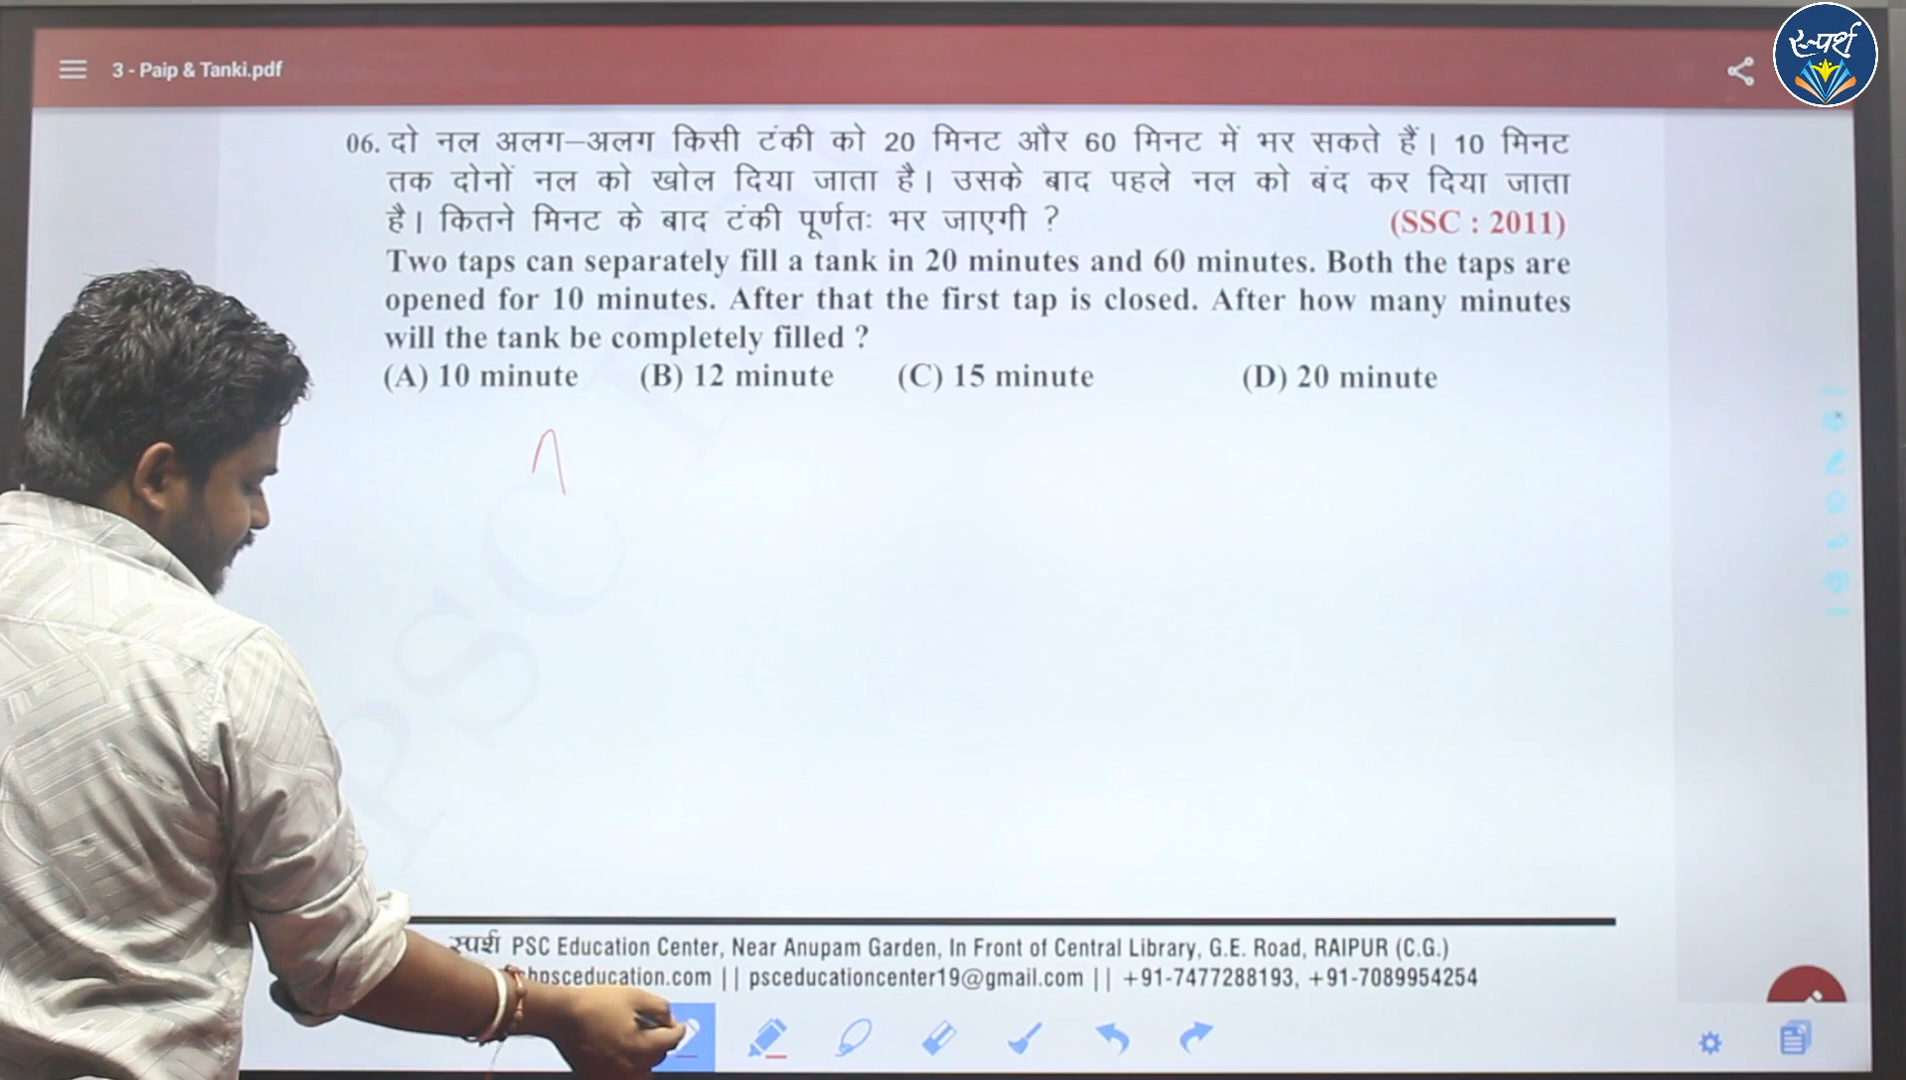 स्पर्श
3 - Paip & Tanki.pdf
06. दो नल अलग–अलग किसी टंकी को 20 मिनट और 60 मिनट में भर सकते हैं। 10 मिनट
तक दोनों नल को खोल दिया जाता है। उसके बाद पहले नल को बंद कर दिया जाता
है। कितने मिनट के बाद टंकी पूर्णतः भर जाएगी ? (SSC : 2011)
Two taps can separately fill a tank in 20 minutes and 60 minutes. Both the taps are
opened for 10 minutes. After that the first tap is closed. After how many minutes
will the tank be completely filled ?
(A) 10 minute (B) 12 minute (C) 15 minute (D) 20 minute
PSC
स्पर्श PSC Education Center, Near Anupam Garden, In Front of Central Library, G.E. Road, RAIPUR (C.G.)
hpsceducation.com || psceducationcenter19@gmail.com || +91-7477288193, +91-7089954254